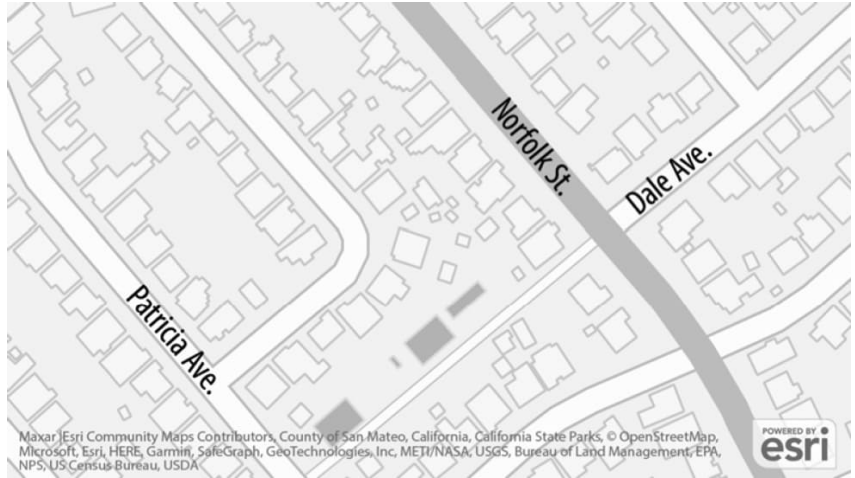 Norfolk St.
Dale Ave.
Patricia Ave.
Maxar |Esri Community Maps Contributors, County of San Mateo, California, California State Parks, © OpenStreetMap,
Microsoft, Esri, HERE, Garmin, SafeGraph, GeoTechnologies, Inc, METI/NASA, USGS, Bureau of Land Management, EPA,
NPS, US Census Bureau, USDA
POWERED BY
esri